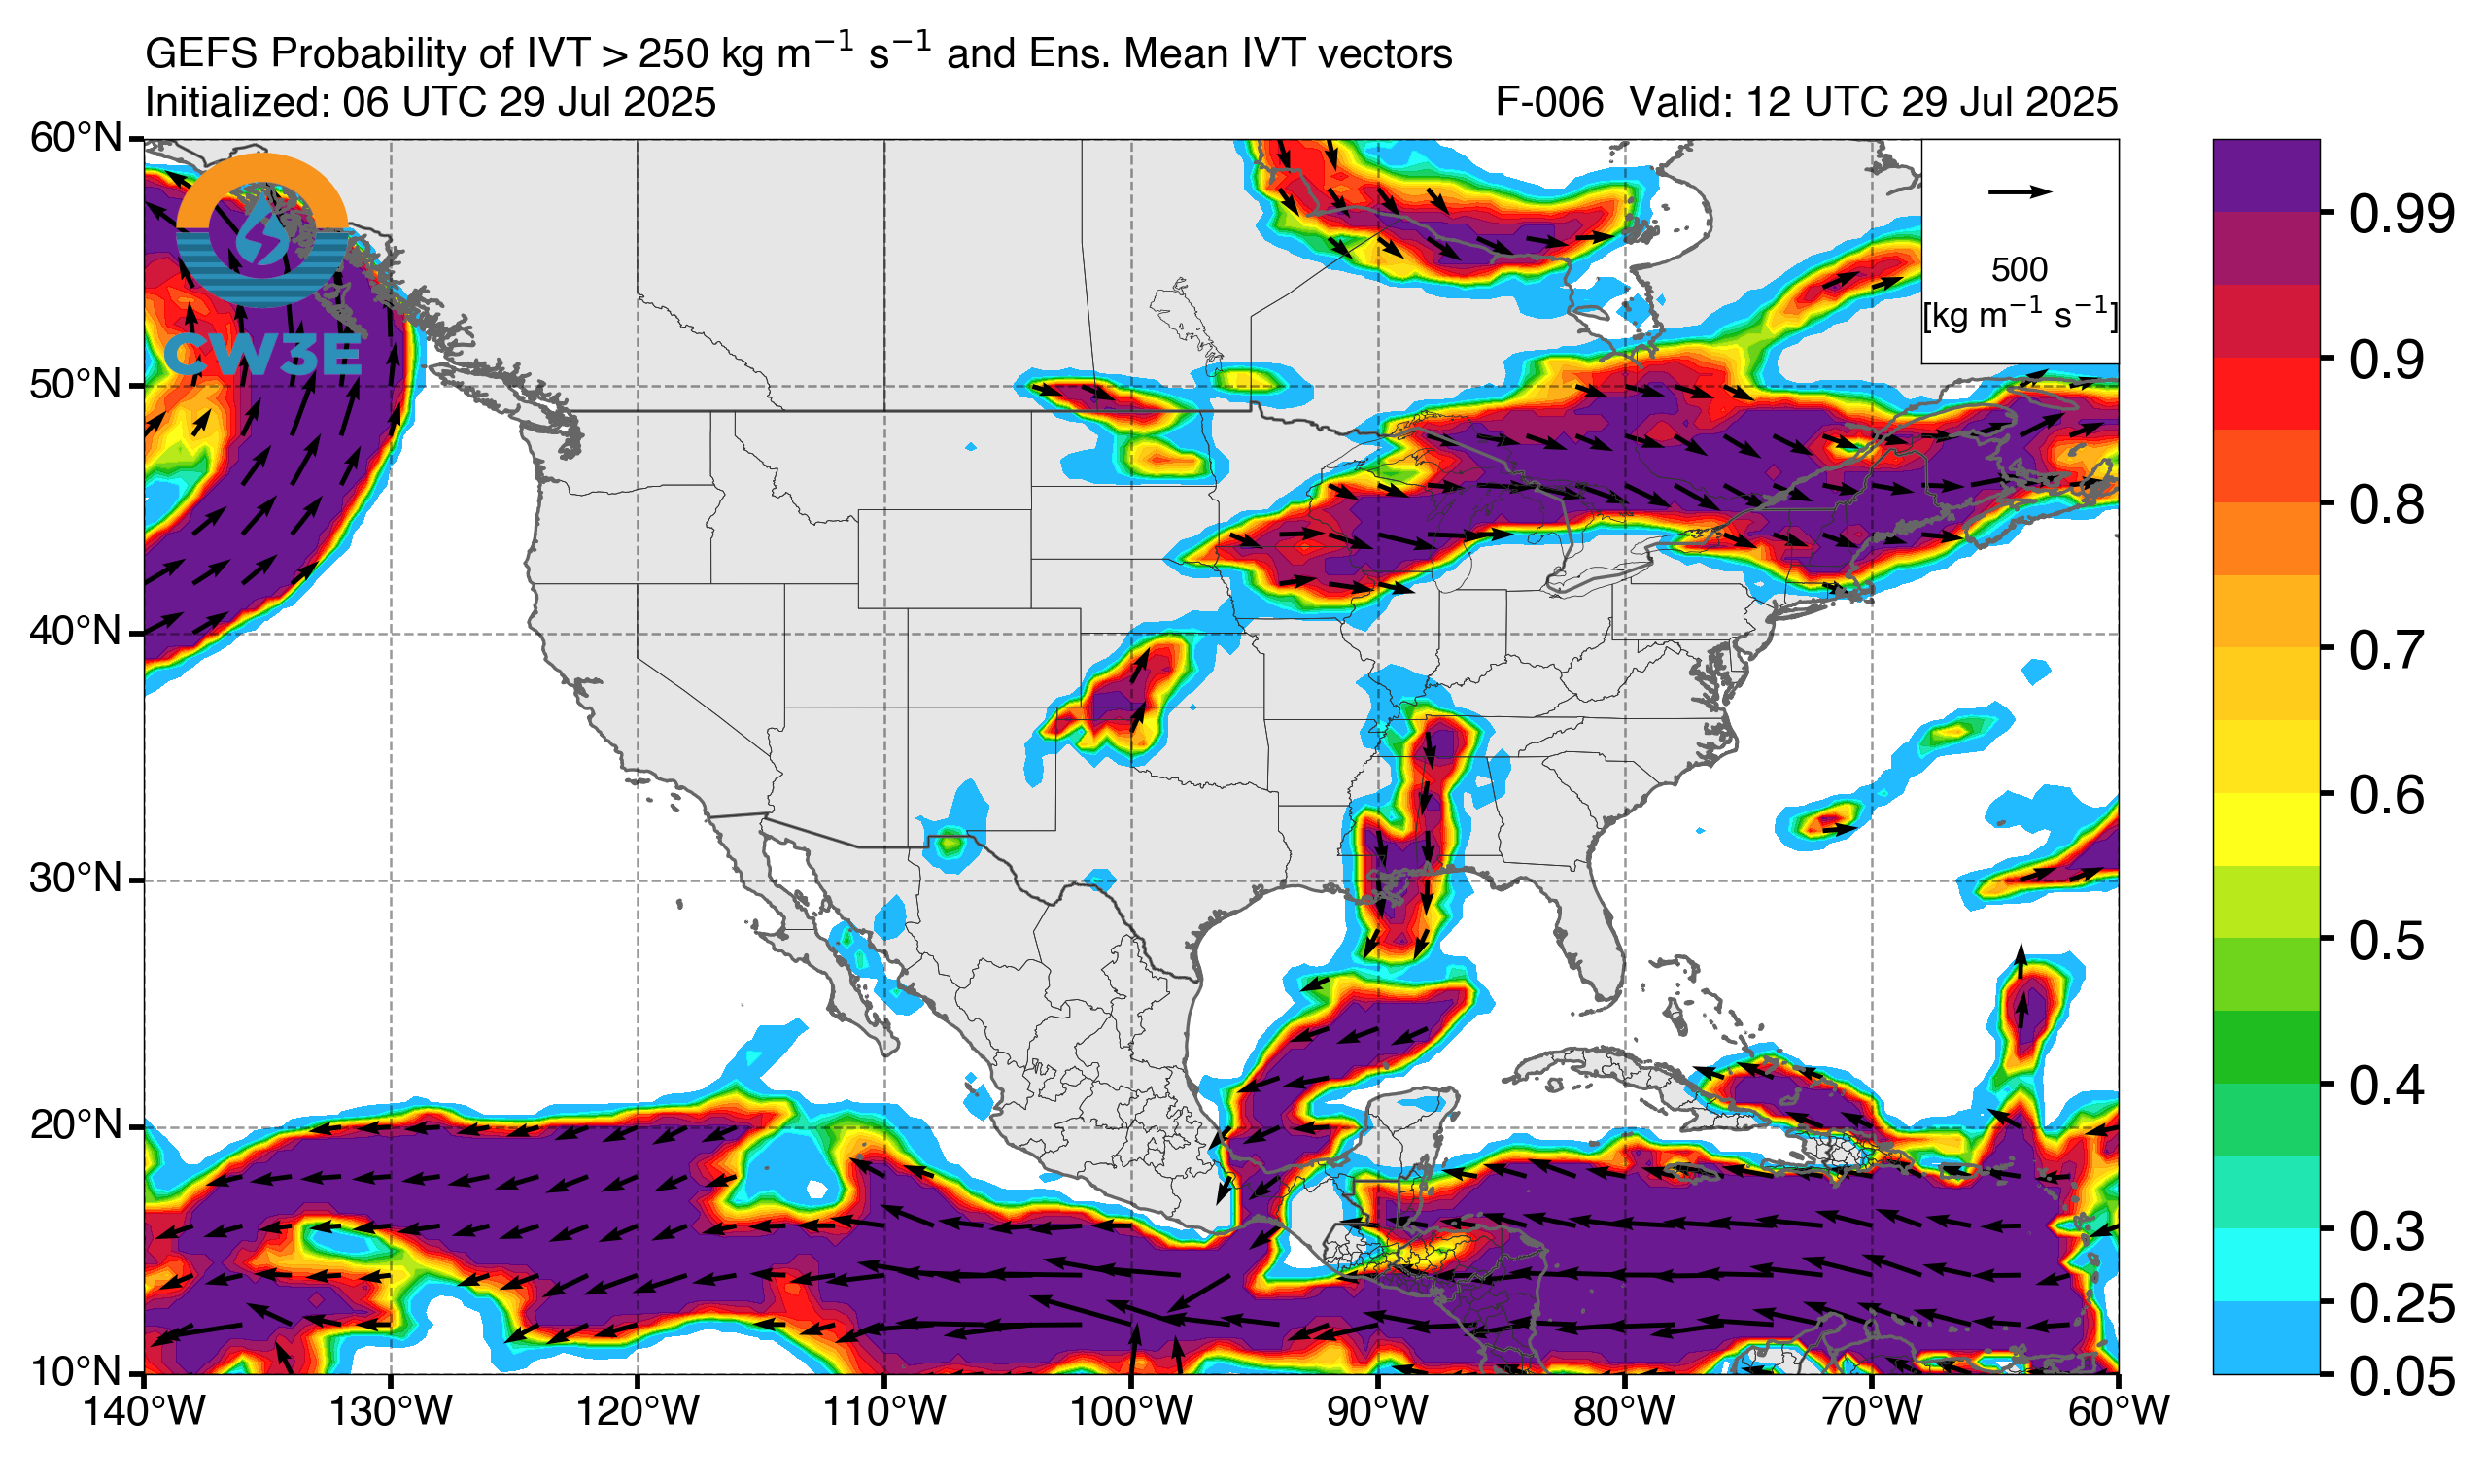 GEFS Probability of IVT > 250 kg m⁻¹ s⁻¹ and Ens. Mean IVT vectors
Initialized: 06 UTC 29 Jul 2025
F-006 Valid: 12 UTC 29 Jul 2025
60°N
50°N
40°N
30°N
20°N
10°N
140°W
130°W
120°W
110°W
100°W
90°W
80°W
70°W
60°W
CW3E
500
[kg m⁻¹ s⁻¹]
0.99
0.9
0.8
0.7
0.6
0.5
0.4
0.3
0.25
0.05